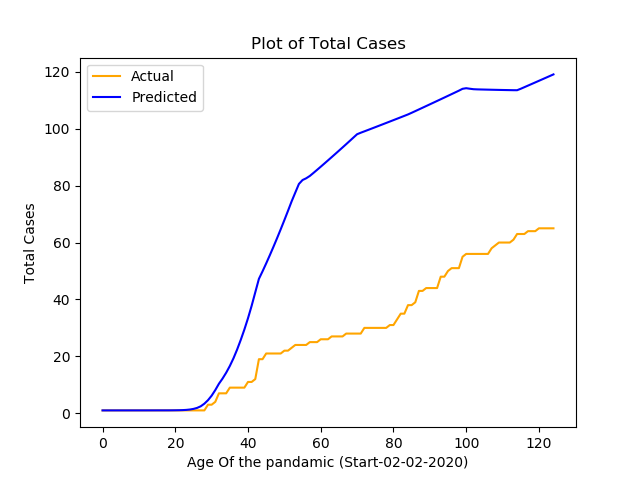 Plot of Total Cases
Actual
Predicted
120
100
80
60
40
20
0
Total Cases
0 20 40 60 80 100 120
Age Of the pandamic (Start-02-02-2020)